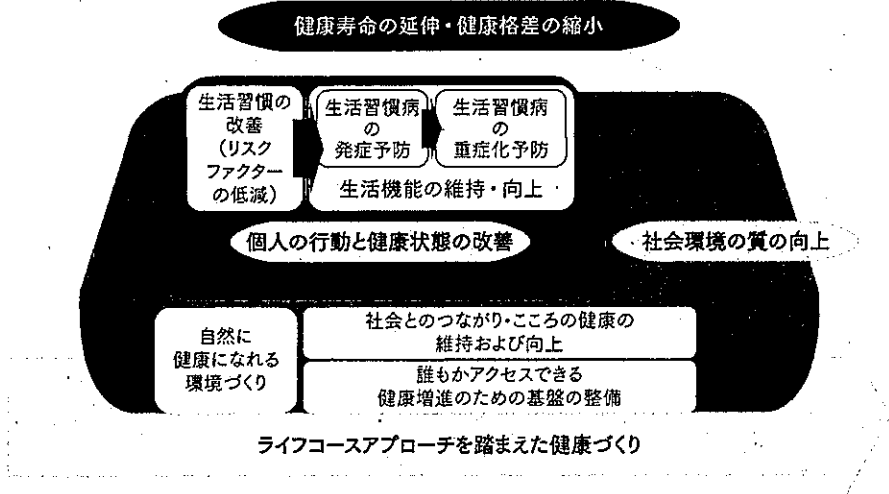 健康寿命の延伸・健康格差の縮小
生活習慣の
改善
(リスク
ファクター
の低減)
生活習慣病
の
発症予防
生活習慣病
の
重症化予防
生活機能の維持・向上
個人の行動と健康状態の改善
社会環境の質の向上
自然に
健康になれる
環境づくり
社会とのつながり・こころの健康の
維持および向上
誰もかアクセスできる
健康増進のための基盤の整備
ライフコースアプローチを踏まえた健康づくり